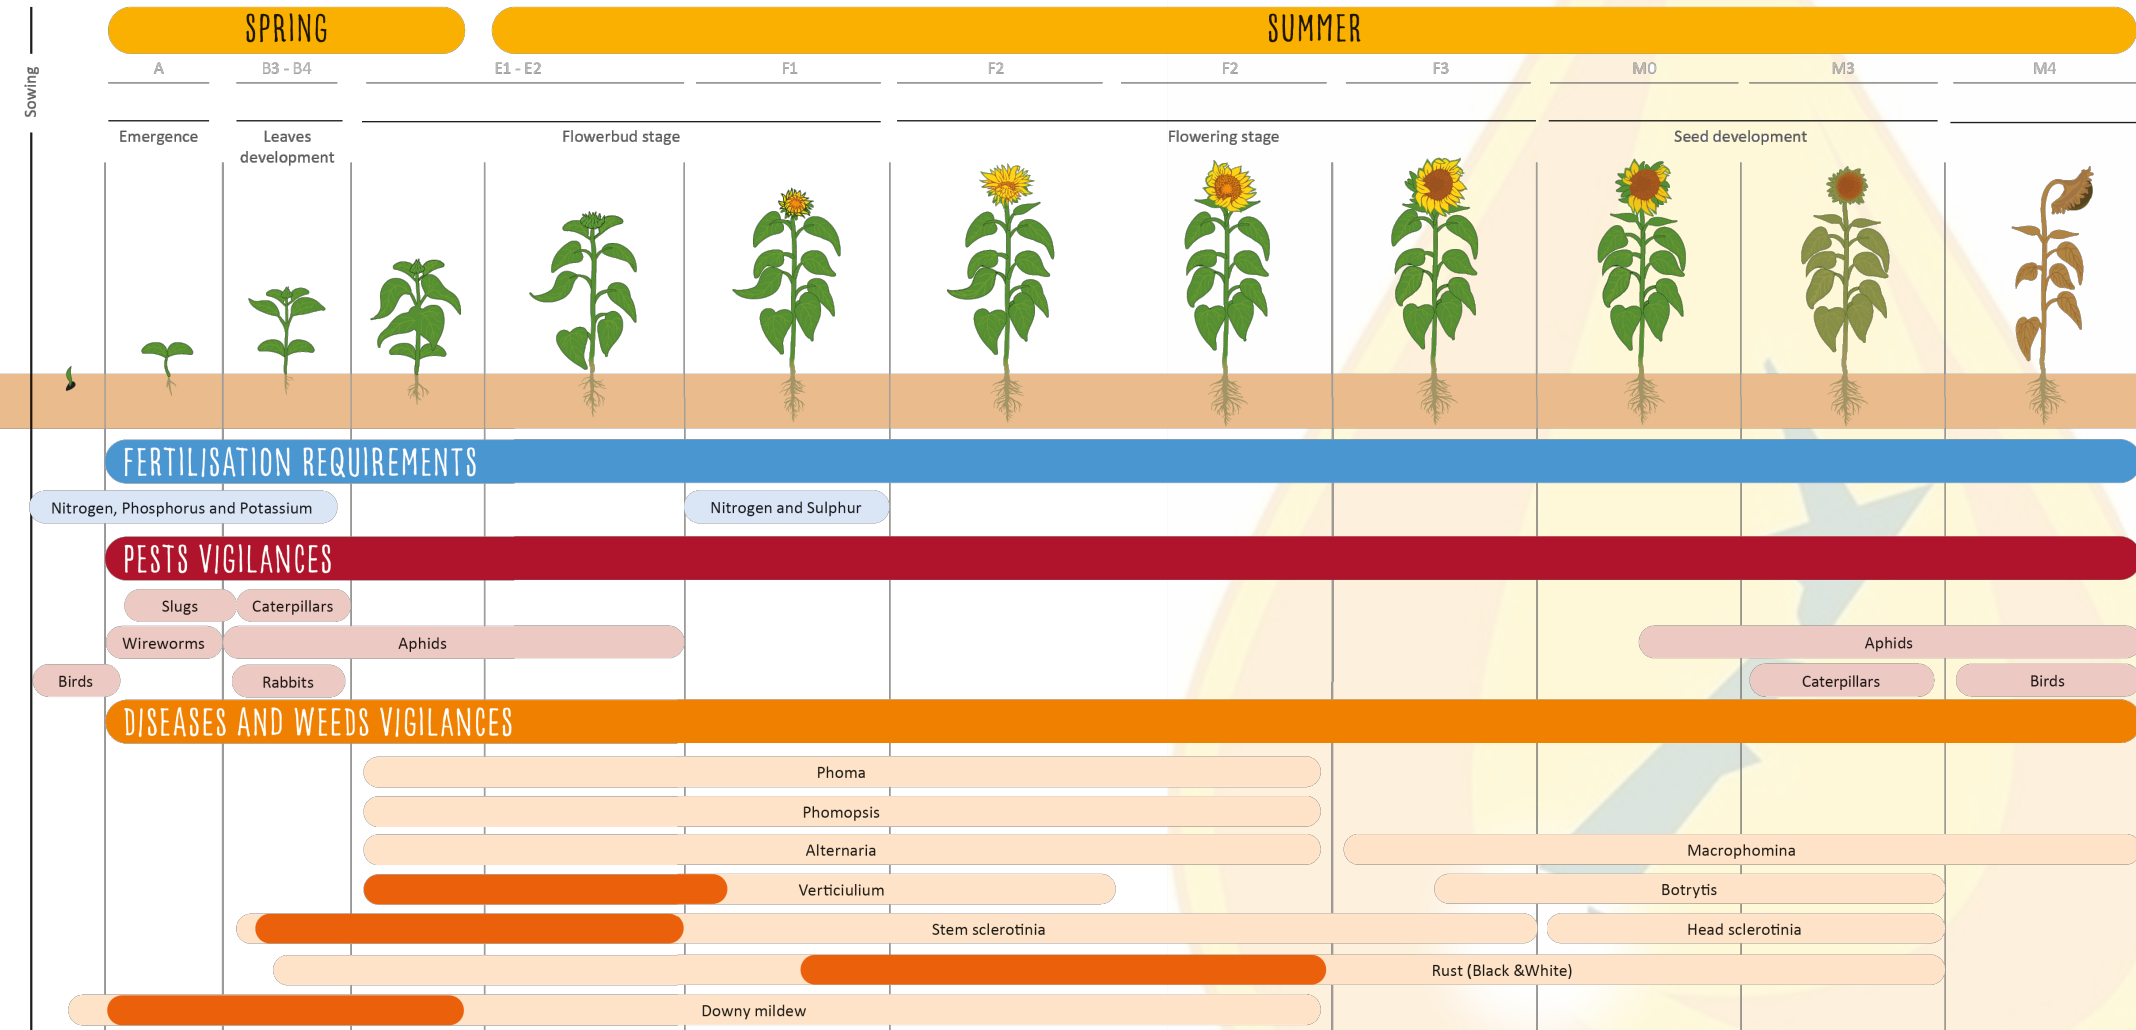 SPRING
SUMMER
Sowing
A
B3 - B4
E1 - E2
F1
F2
F2
F3
M0
M3
M4
Emergence
Leaves
development
Flowerbud stage
Flowering stage
Seed development
FERTILISATION REQUIREMENTS
Nitrogen, Phosphorus and Potassium
Nitrogen and Sulphur
PESTS VIGILANCES
Slugs
Caterpillars
Wireworms
Aphids
Aphids
Birds
Rabbits
Caterpillars
Birds
DISEASES AND WEEDS VIGILANCES
Phoma
Phomopsis
Alternaria
Macrophomina
Verticiulium
Botrytis
Stem sclerotinia
Head sclerotinia
Rust (Black &White)
Downy mildew